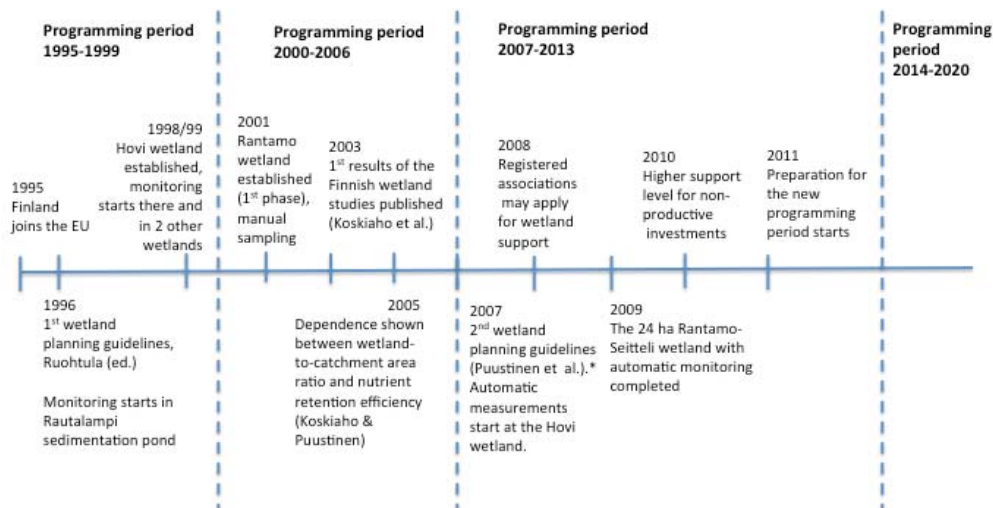 Programming period
1995-1999
Programming period
2000-2006
Programming period
2007-2013
Programming
period
2014-2020
1995
Finland
joins the EU
1998/99
Hovi wetland
established,
monitoring
starts there and
in 2 other
wetlands
2001
Rantamo
wetland
established
(1st phase),
manual
sampling
2003
1st results of the
Finnish wetland
studies published
(Koskiaho et al.)
2008
Registered
associations
may apply
for wetland
support
2010
Higher support
level for non-
productive
investments
2011
Preparation for
the new
programming
period starts
1996
1st wetland
planning guidelines,
Ruohtula (ed.)
Monitoring starts in
Rautalampi
sedimentation pond
2005
Dependence shown
between wetland-
to-catchment area
ratio and nutrient
retention efficiency
(Koskiaho &
Puustinen)
2007
2nd wetland
planning guidelines
(Puustinen et al.).*
Automatic
measurements
start at the Hovi
wetland.
2009
The 24 ha Rantamo-
Seitteli wetland with
automatic monitoring
completed